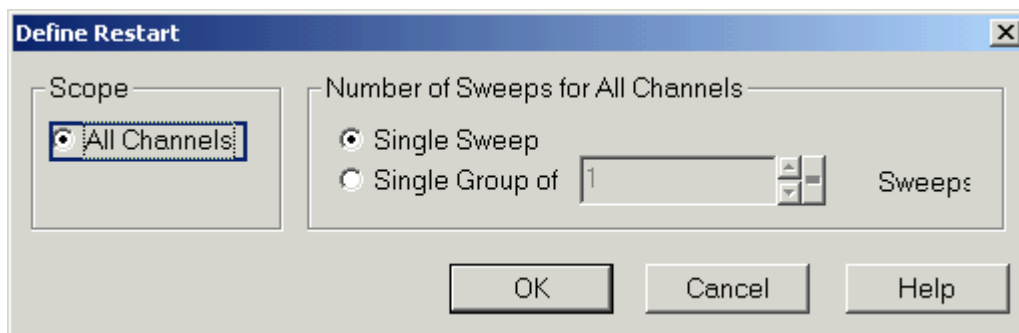 Define Restart
Scope
All Channels
Number of Sweeps for All Channels
Single Sweep
Single Group of 1 Sweeps
OK Cancel Help